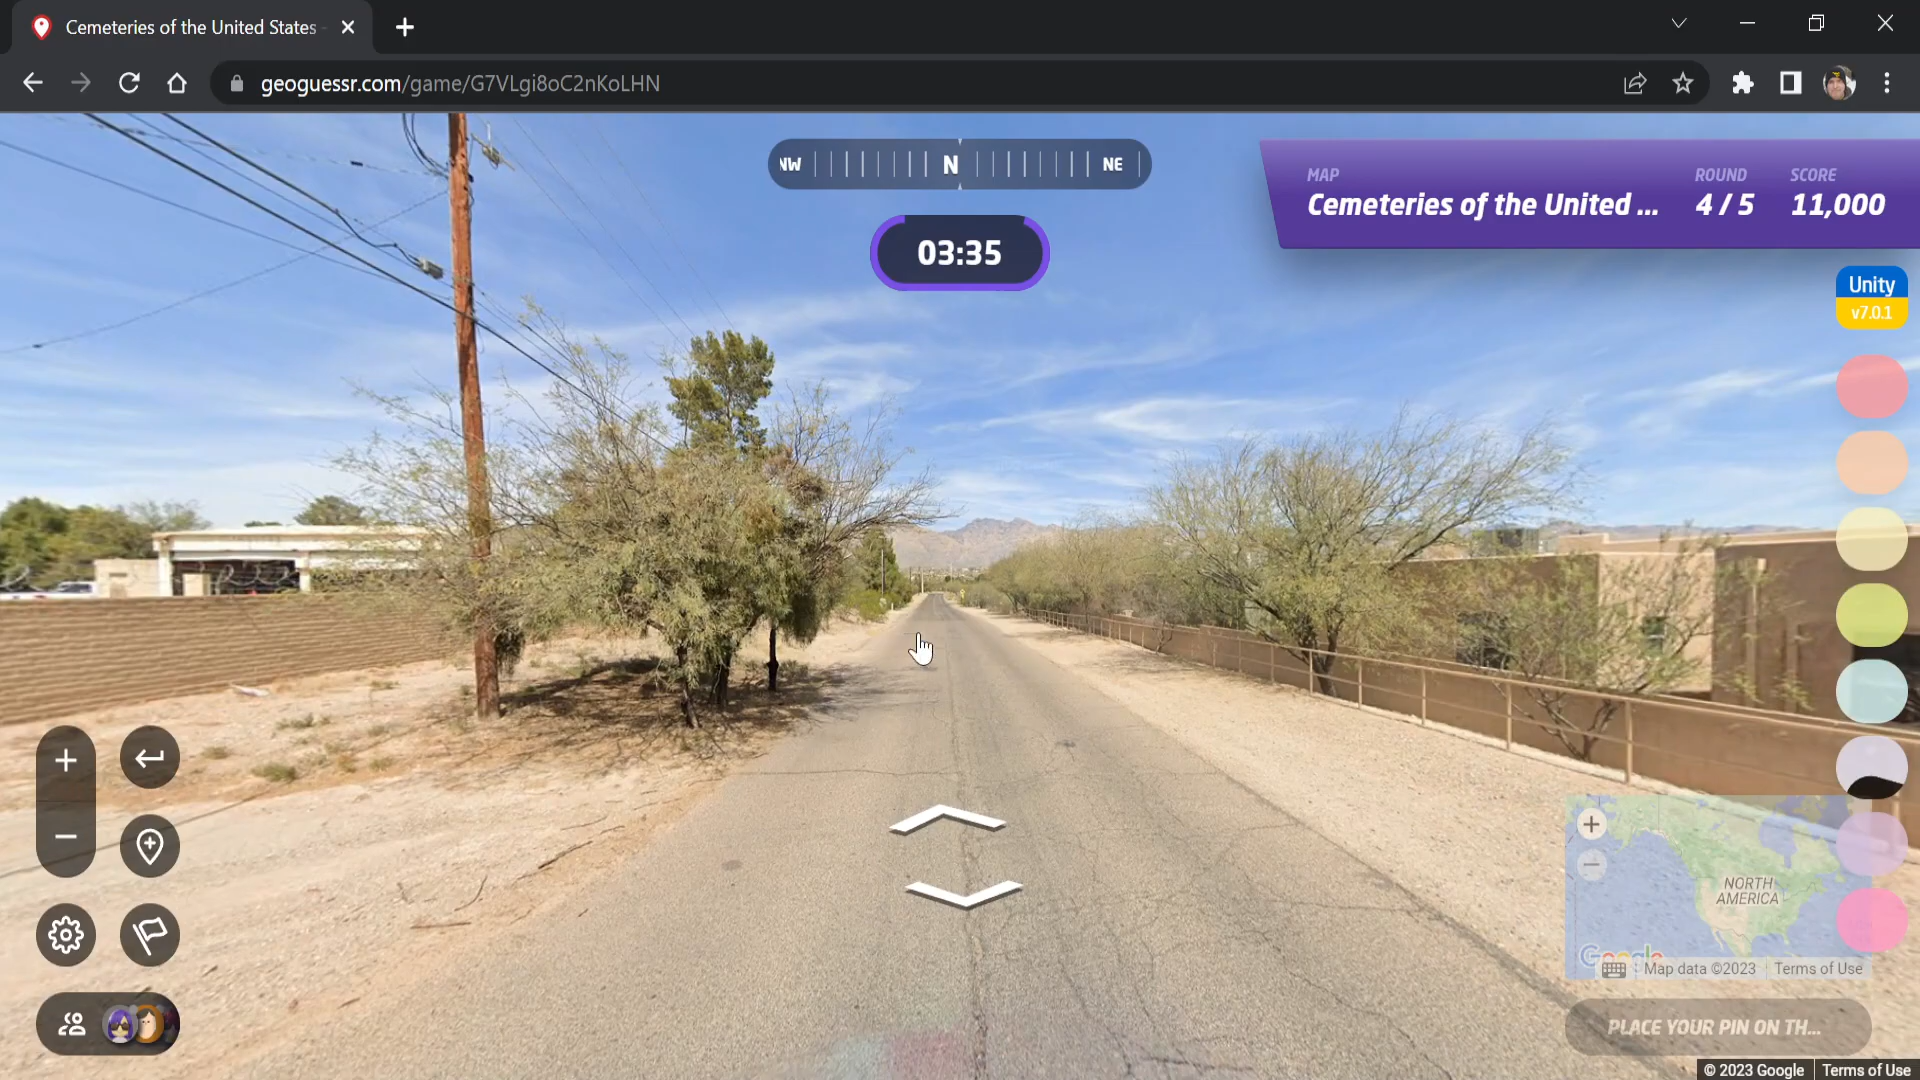 Cemeteries of the United States
geoguessr.com/game/G7VLgi8oC2nKoLHN
NW
N
NE
03:35
MAP
Cemeteries of the United ...
ROUND
4 / 5
SCORE
11,000
Unity
v7.0.1
NORTH
AMERICA
Google
Map data ©2023
Terms of Use
PLACE YOUR PIN ON TH...
© 2023 Google
Terms of Use